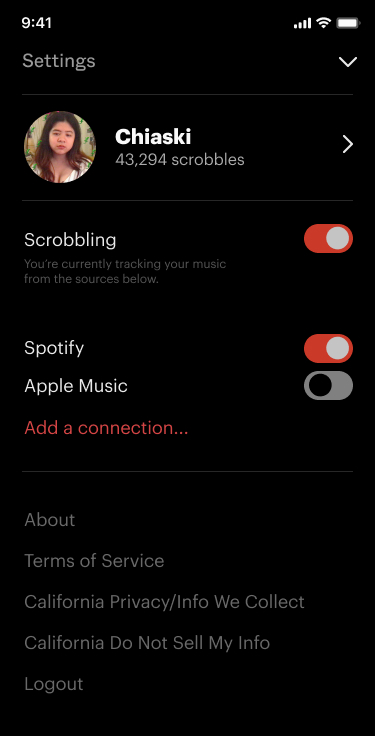 9:41
Settings
Chiaski
43,294 scrobbles
Scrobbling
You're currently tracking your music
from the sources below.
Spotify
Apple Music
Add a connection...
About
Terms of Service
California Privacy/Info We Collect
California Do Not Sell My Info
Logout